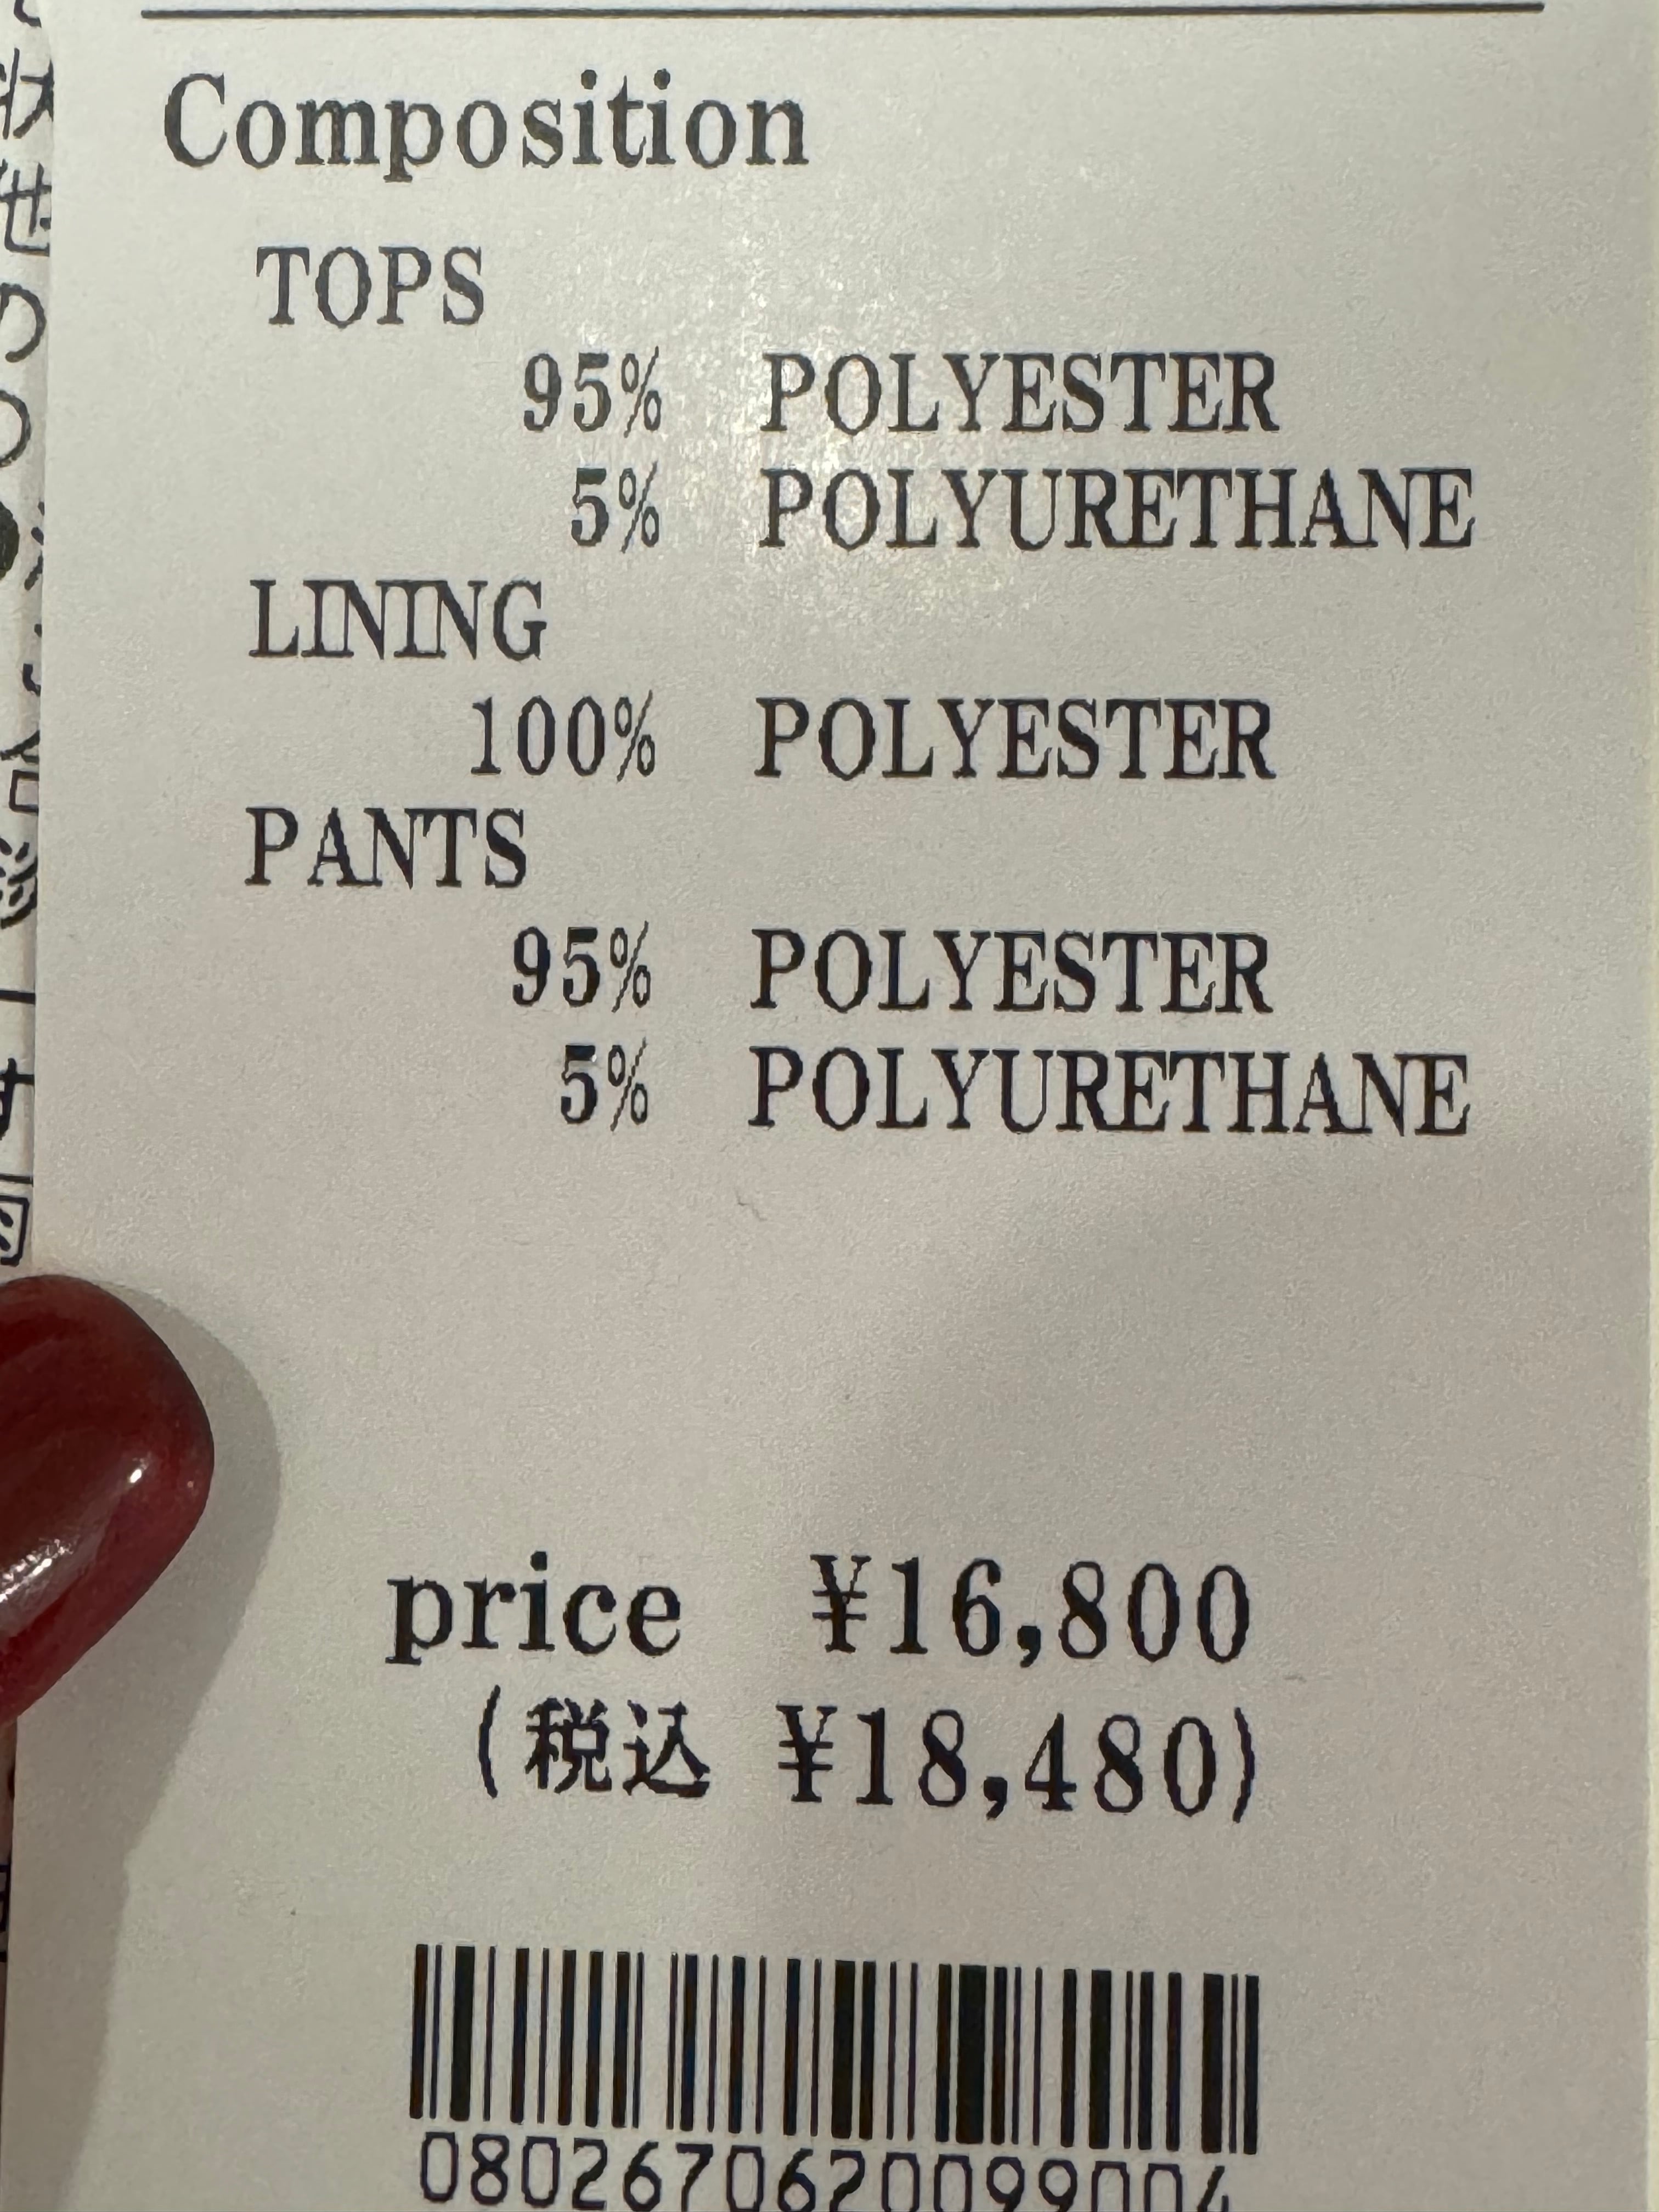 Composition
TOPS
95% POLYESTER
5% POLYURETHANE
LINING
100% POLYESTER
PANTS
95% POLYESTER
5% POLYURETHANE
price ¥16,800
(税込 ¥18,480)
0802670620099004